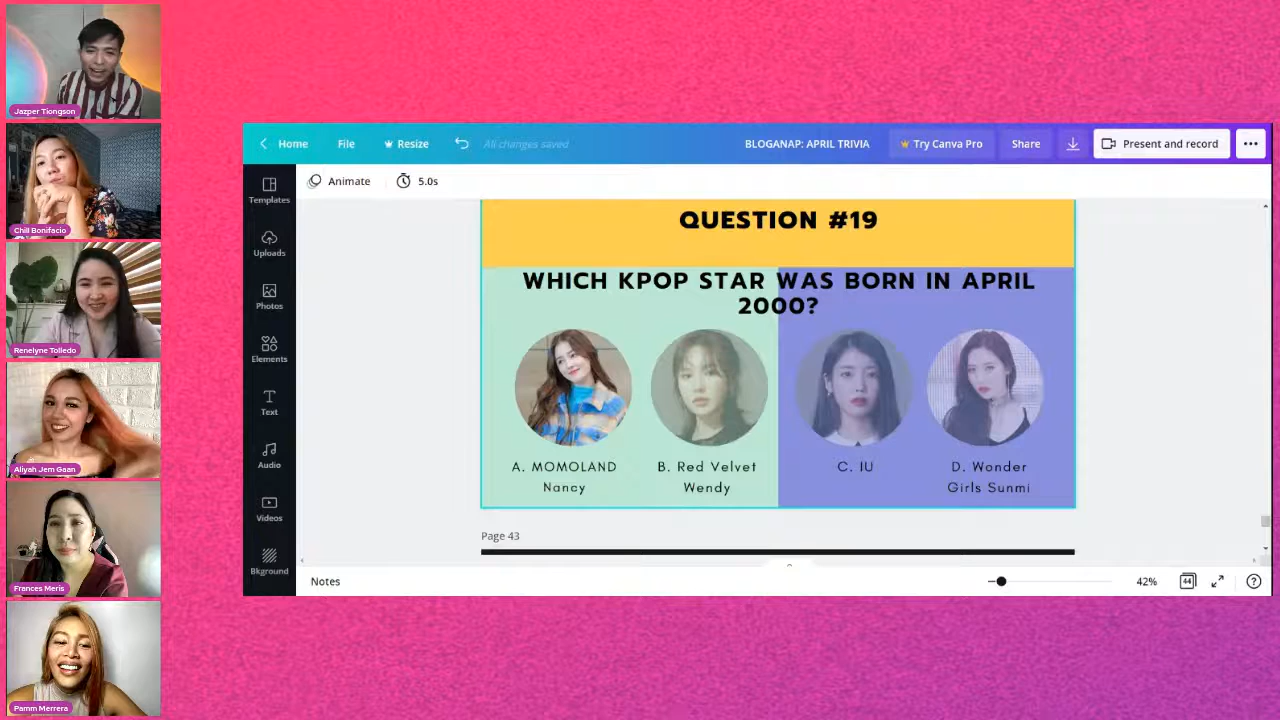 Jazper Tiongson
Chill Bonifacio
Renelyne Tolledo
Aliyah Jem Gaan
Frances Meris
Pamm Merrera
Home
File
Resize
All changes saved
BLOGANAP: APRIL TRIVIA
Try Canva Pro
Share
Present and record
Animate
5.0s
Templates
Uploads
Photos
Elements
Text
Audio
Videos
Bkground
QUESTION #19
WHICH KPOP STAR WAS BORN IN APRIL
2000?
A. MOMOLAND
Nancy
B. Red Velvet
Wendy
C. IU
D. Wonder
Girls Sunmi
Page 43
Notes
42%
44